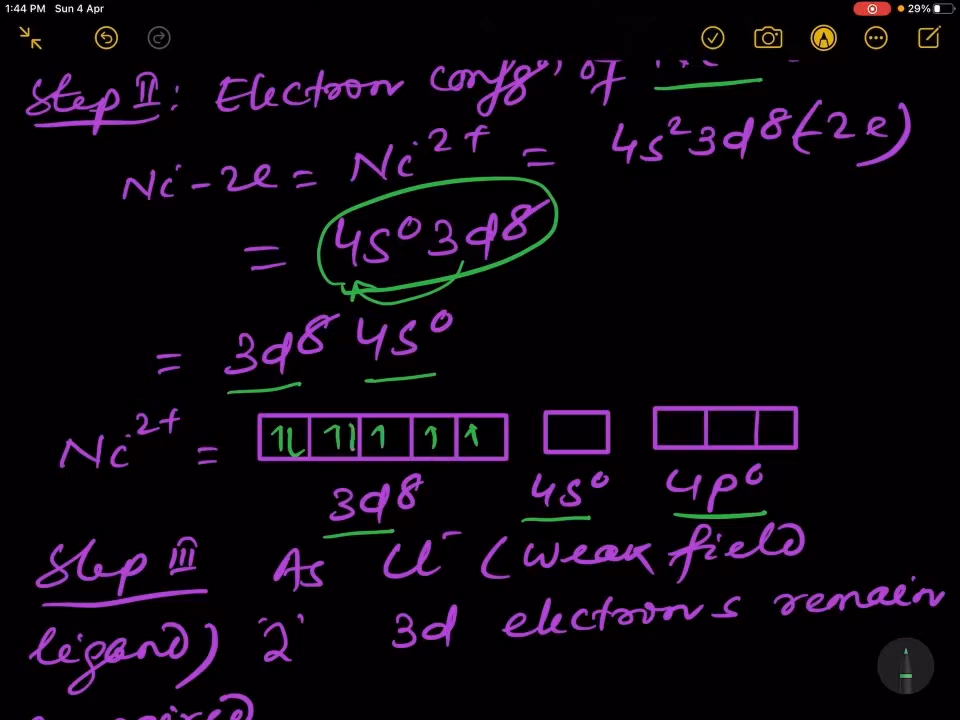 1:44 PM Sun 4 Apr 29%
Step II: Electron confg. of
Ni - 2e = Ni2+ = 4s2 3d8 (-2e)
= 4s0 3d8
= 3d8 4s0
Ni2+ =
3d8 4s0 4p0
Step III As Cl- (weak field
ligand) 2 3d electrons remain